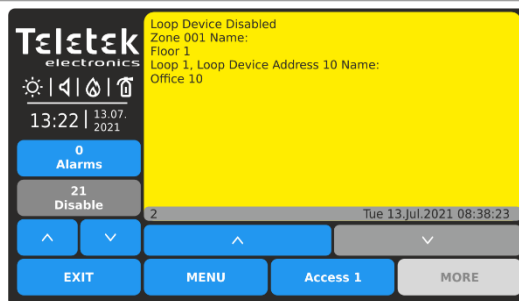 Tεlεtεk
electronics
13:22
13.07.
2021
0
Alarms
21
Disable
EXIT
Loop Device Disabled
Zone 001 Name:
Floor 1
Loop 1, Loop Device Address 10 Name:
Office 10
2
Tue 13.Jul.2021 08:38:23
MENU
Access 1
MORE